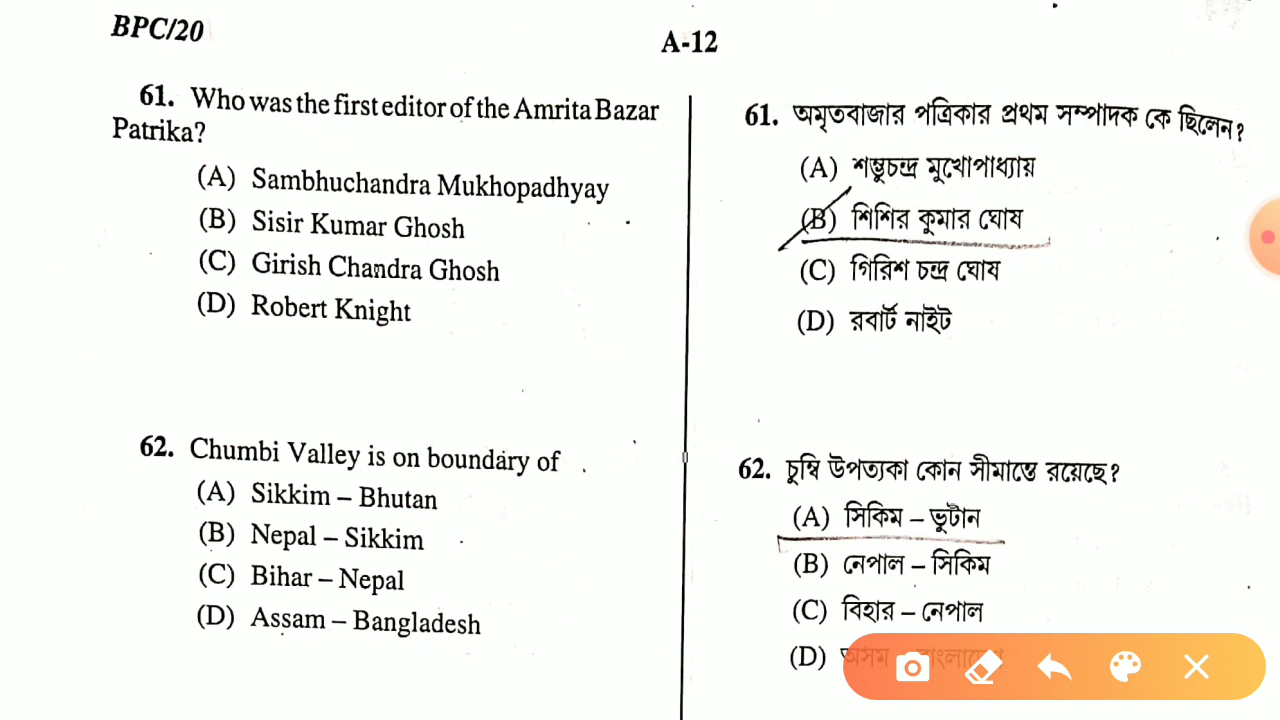 BPC/20
A-12
61. Who was the first editor of the Amrita Bazar
Patrika?
(A) Sambhuchandra Mukhopadhyay
(B) Sisir Kumar Ghosh
(C) Girish Chandra Ghosh
(D) Robert Knight
62. Chumbi Valley is on boundary of
(A) Sikkim – Bhutan
(B) Nepal – Sikkim
(C) Bihar – Nepal
(D) Assam – Bangladesh
61. অমৃতবাজার পত্রিকার প্রথম সম্পাদক কে ছিলেন?
(A) শম্ভুচন্দ্র মুখোপাধ্যায়
(B) শিশির কুমার ঘোষ
(C) গিরিশ চন্দ্র ঘোষ
(D) রবার্ট নাইট
62. চুম্বি উপত্যকা কোন সীমান্তে রয়েছে?
(A) সিকিম – ভুটান
(B) নেপাল – সিকিম
(C) বিহার – নেপাল
(D) অসম